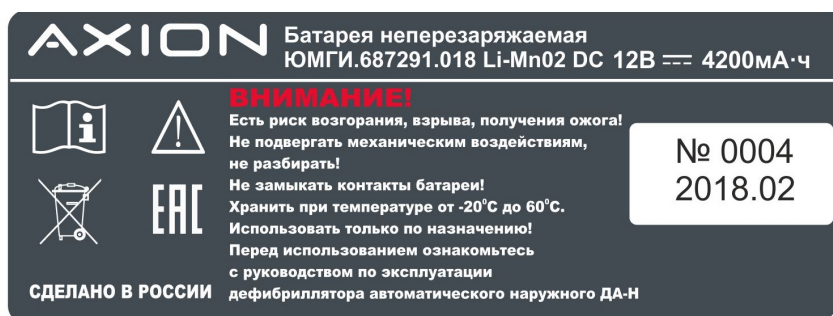 AXION
Батарея неперезаряжаемая
ЮМГИ.687291.018 Li-Mn02 DC 12В 4200мА·ч
ВНИМАНИЕ!
Есть риск возгорания, взрыва, получения ожога!
Не подвергать механическим воздействиям,
не разбирать!
Не замыкать контакты батареи!
Хранить при температуре от -20°С до 60°С.
Использовать только по назначению!
Перед использованием ознакомьтесь
с руководством по эксплуатации
дефибриллятора автоматического наружного ДА-Н
EAC
СДЕЛАНО В РОССИИ
№ 0004
2018.02